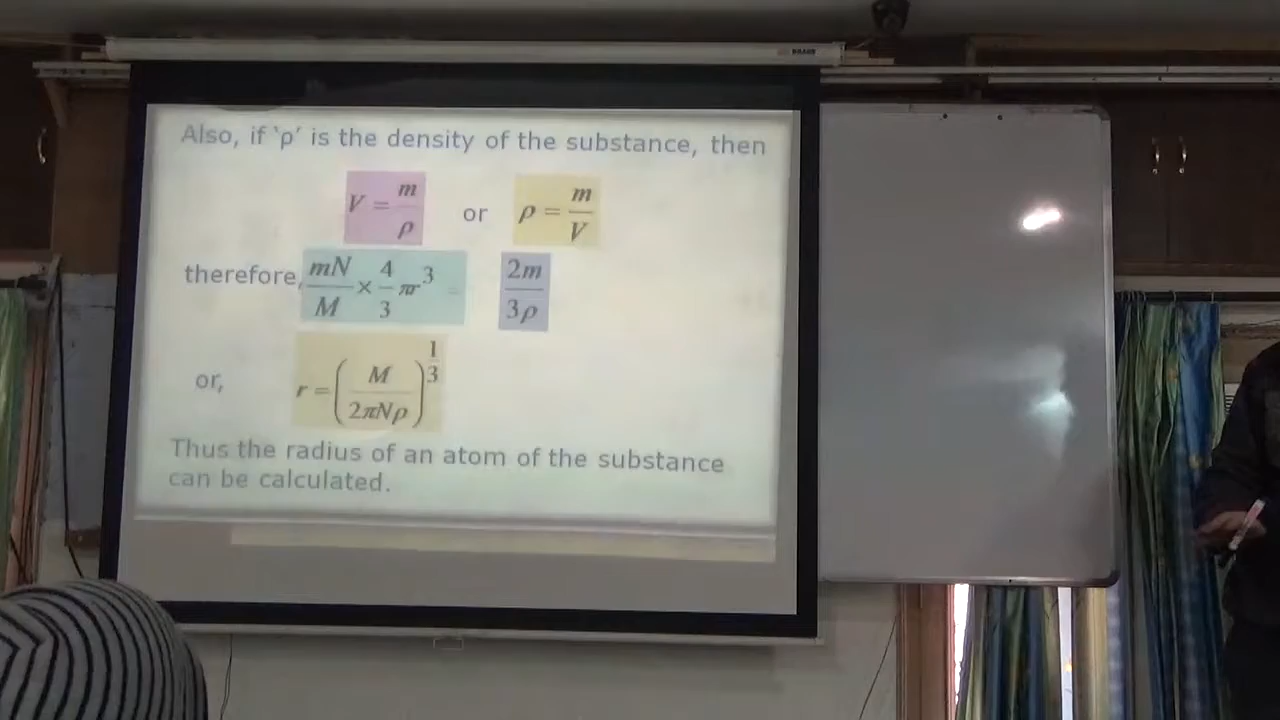 Also, if ‘ρ’ is the density of the substance, then
V = m/ρ or ρ = m/V
therefore, mN/M × 4/3 πr³ = 2m/3ρ
or, r = (M/2πNρ)^1/3
Thus the radius of an atom of the substance
can be calculated.